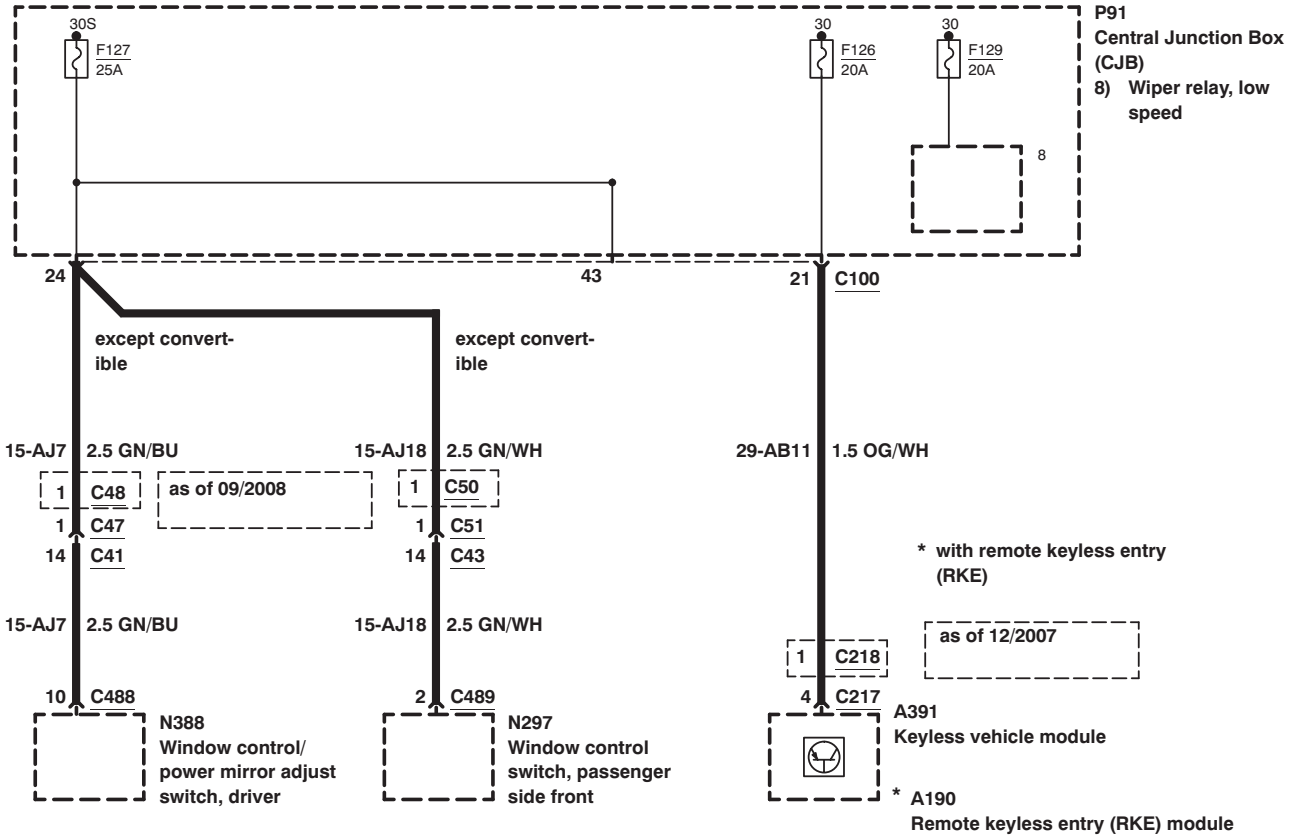 30S
F127
25A
30
F126
20A
30
F129
20A
8
P91
Central Junction Box
(CJB)
8) Wiper relay, low
speed
24
43
21 C100
except convert-
ible
except convert-
ible
15-AJ7 2.5 GN/BU
15-AJ18 2.5 GN/WH
29-AB11 1.5 OG/WH
1 C48
as of 09/2008
1 C50
1 C47
1 C51
14 C41
14 C43
* with remote keyless entry
(RKE)
15-AJ7 2.5 GN/BU
15-AJ18 2.5 GN/WH
as of 12/2007
1 C218
10 C488
2 C489
4 C217
N388
Window control/
power mirror adjust
switch, driver
N297
Window control
switch, passenger
side front
A391
Keyless vehicle module
* A190
Remote keyless entry (RKE) module